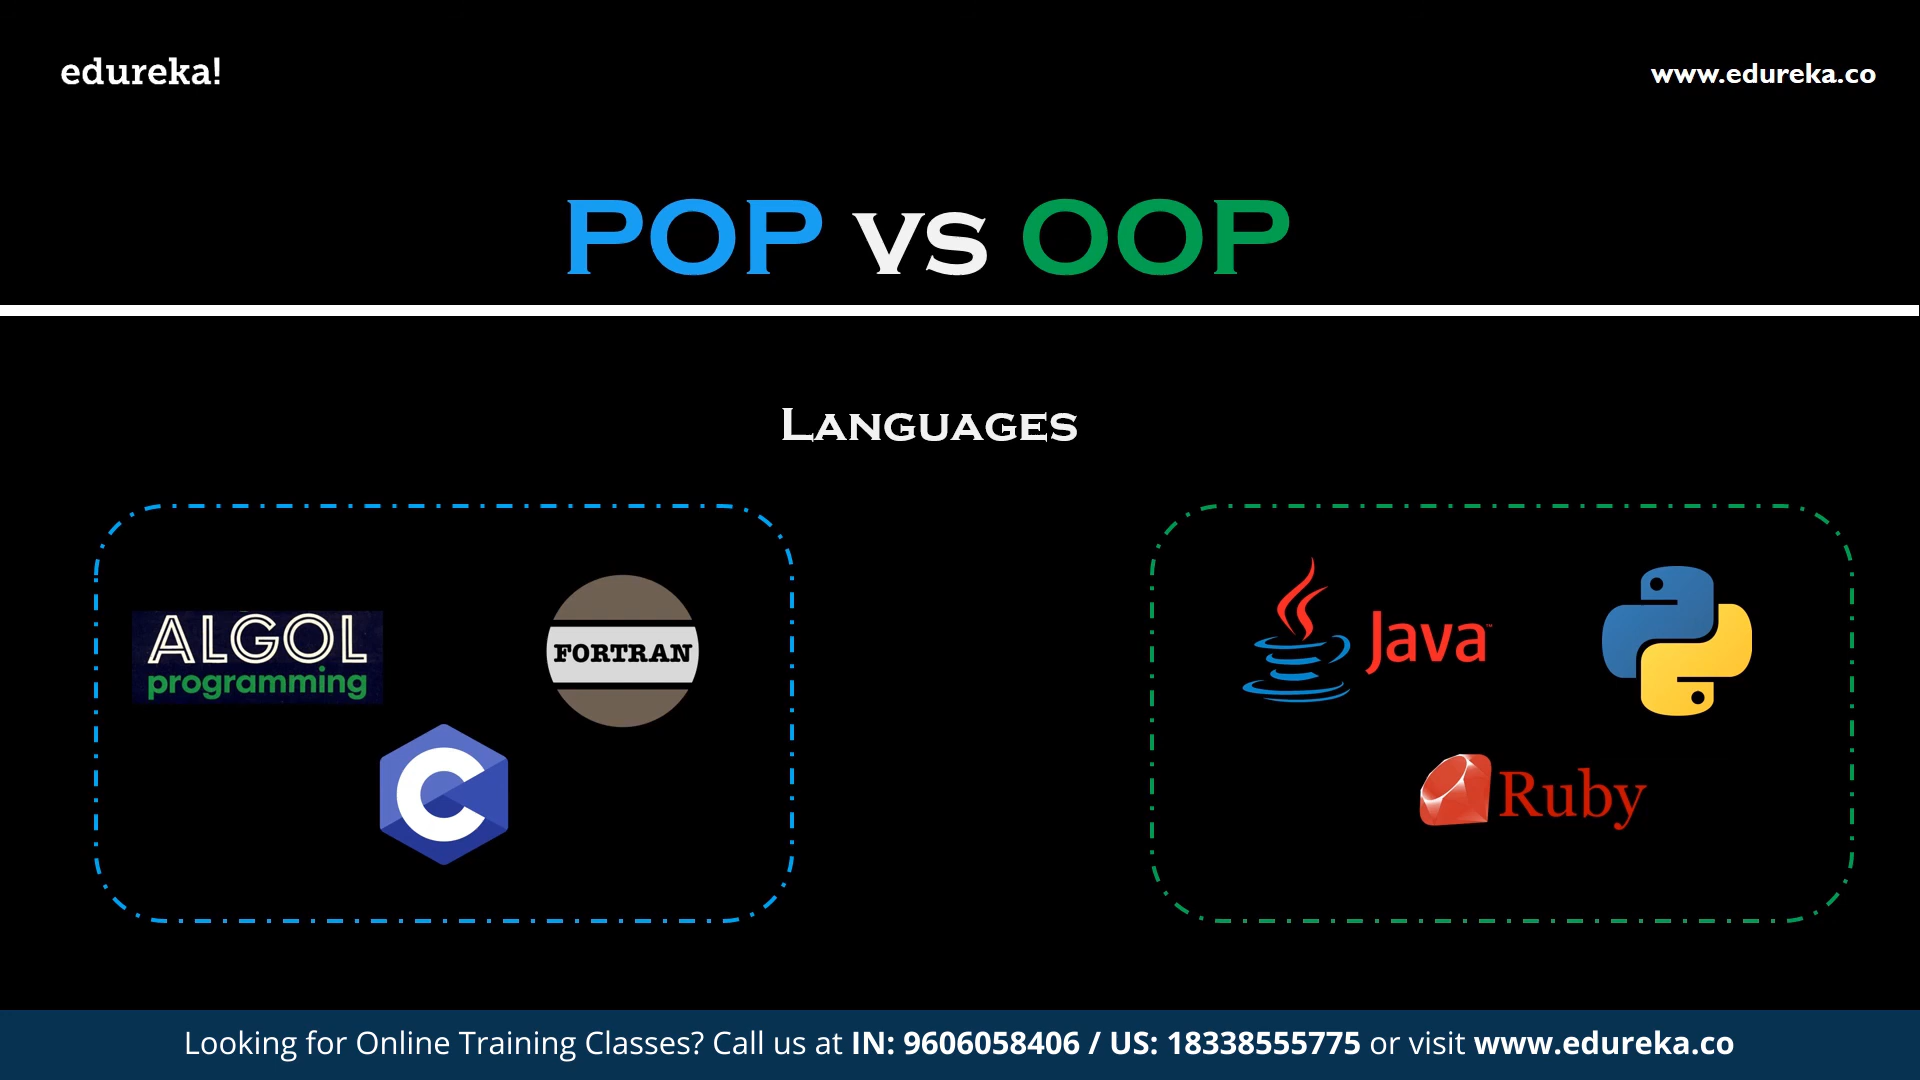 edureka!
www.edureka.co
POP vs OOP
Languages
ALGOL
programming
FORTRAN
C
Java™
Ruby
Looking for Online Training Classes? Call us at IN: 9606058406 / US: 18338555775 or visit www.edureka.co